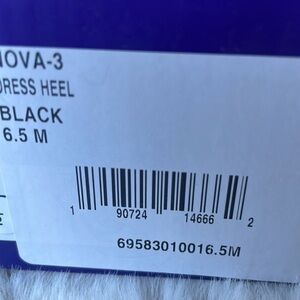 NOVA-3
DRESS HEEL
BLACK
6.5 M
1 90724 14666 2
69583010016.5M